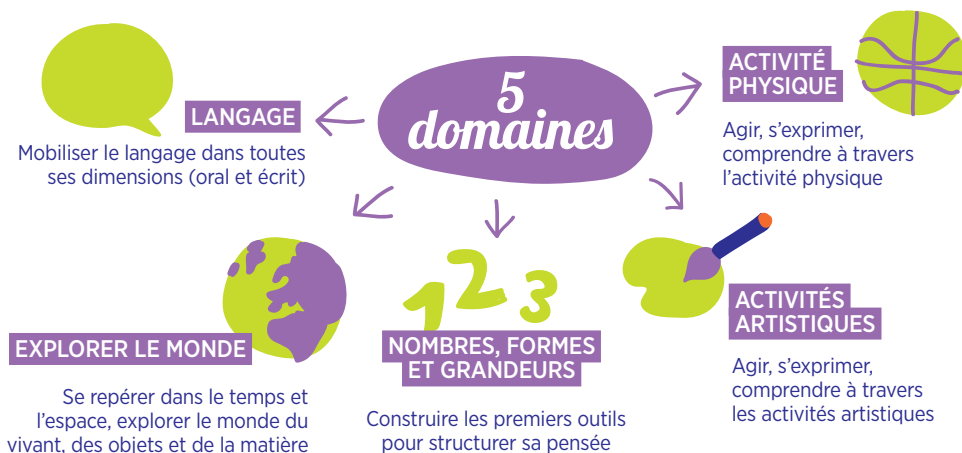 5
domaines
LANGAGE
Mobiliser le langage dans toutes
ses dimensions (oral et écrit)
ACTIVITÉ
PHYSIQUE
Agir, s’exprimer,
comprendre à travers
l’activité physique
EXPLORER LE MONDE
Se repérer dans le temps et
l’espace, explorer le monde du
vivant, des objets et de la matière
1 2 3
NOMBRES, FORMES
ET GRANDEURS
Construire les premiers outils
pour structurer sa pensée
ACTIVITÉS
ARTISTIQUES
Agir, s’exprimer,
comprendre à travers
les activités artistiques